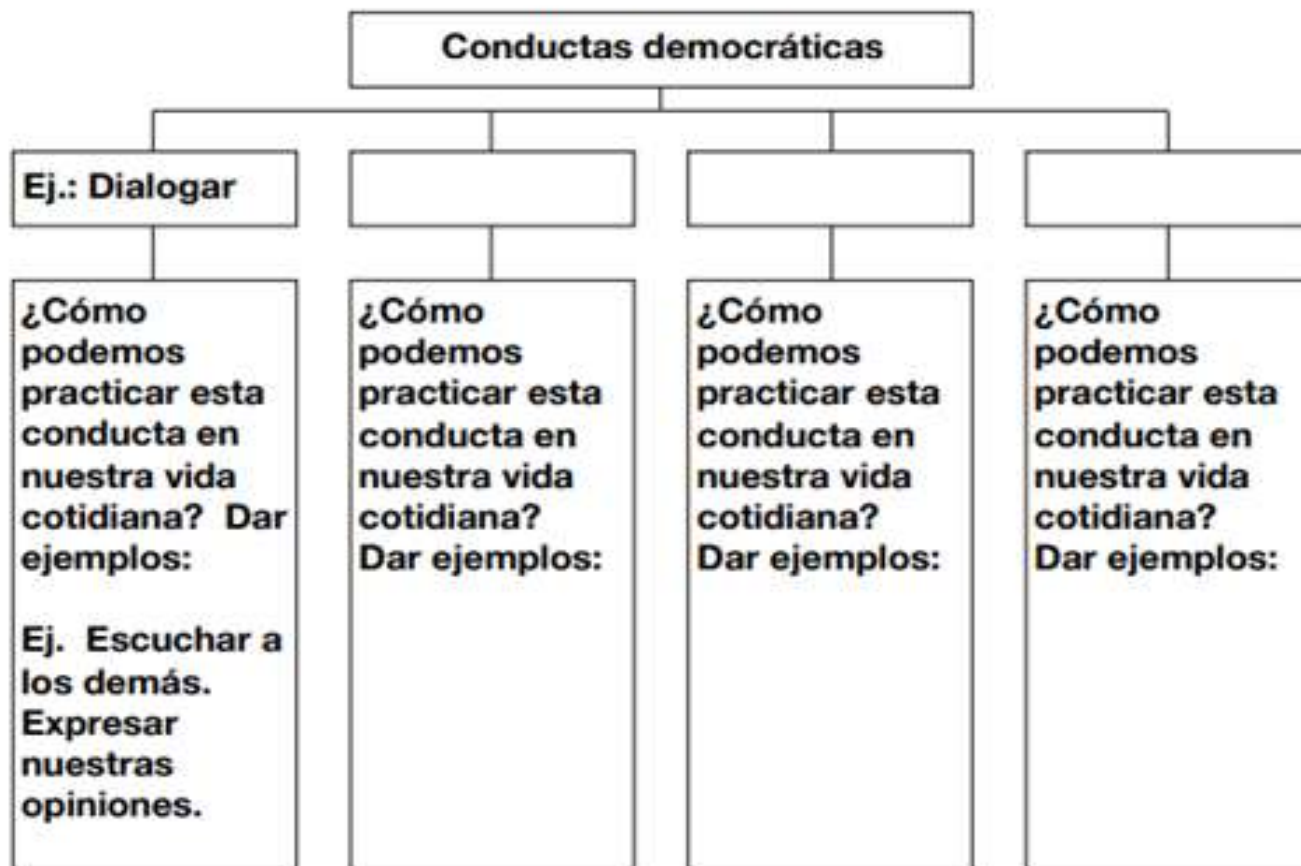 Conductas democráticas
Ej.: Dialogar
¿Cómo
podemos
practicar esta
conducta en
nuestra vida
cotidiana?  Dar
ejemplos:
Ej.  Escuchar a
los demás.
Expresar
nuestras
opiniones.
¿Cómo
podemos
practicar esta
conducta en
nuestra vida
cotidiana?
Dar ejemplos:
¿Cómo
podemos
practicar esta
conducta en
nuestra vida
cotidiana?
Dar ejemplos:
¿Cómo
podemos
practicar esta
conducta en
nuestra vida
cotidiana?
Dar ejemplos: